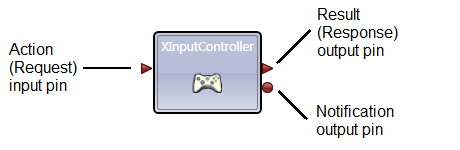 Action
(Request)
input pin
XInputController
Result
(Response)
output pin
Notification
output pin